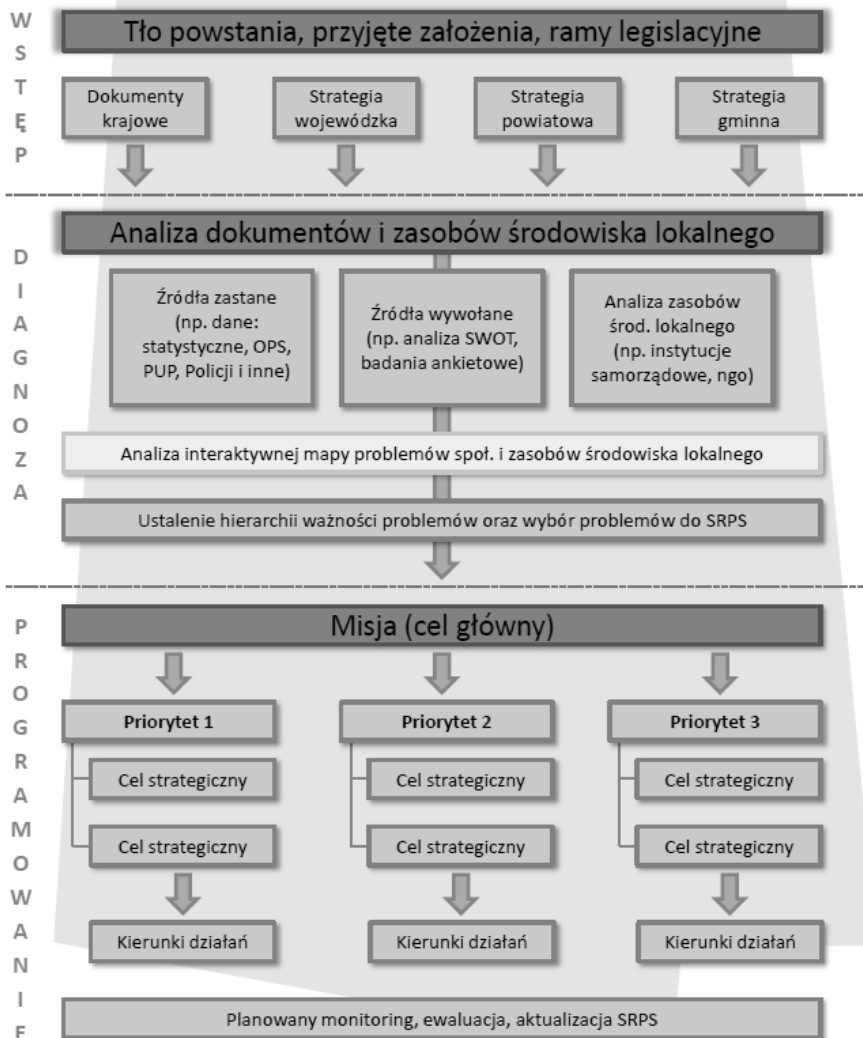 WSTĘP
Tło powstania, przyjęte założenia, ramy legislacyjne
Dokumenty
krajowe
Strategia
wojewódzka
Strategia
powiatowa
Strategia
gminna
DIAGNOZA
Analiza dokumentów i zasobów środowiska lokalnego
Źródła zastane
(np. dane:
statystyczne, OPS,
PUP, Policji i inne)
Źródła wywołane
(np. analiza SWOT,
badania ankietowe)
Analiza zasobów
środ. lokalnego
(np. instytucje
samorządowe, ngo)
Analiza interaktywnej mapy problemów społ. i zasobów środowiska lokalnego
Ustalenie hierarchii ważności problemów oraz wybór problemów do SRPS
PROGRAMOWANIE
Misja (cel główny)
Priorytet 1
Cel strategiczny
Cel strategiczny
Kierunki działań
Priorytet 2
Cel strategiczny
Cel strategiczny
Kierunki działań
Priorytet 3
Cel strategiczny
Cel strategiczny
Kierunki działań
Planowany monitoring, ewaluacja, aktualizacja SRPS